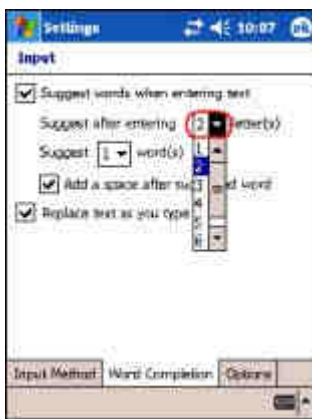 Settings 10:07 ok
Input
Suggest words when entering text
Suggest after entering 2 letter(s)
1
2
3
4
5
6
Suggest 1 word(s)
Add a space after word
Replace text as you type
Input Method Word Completion Options